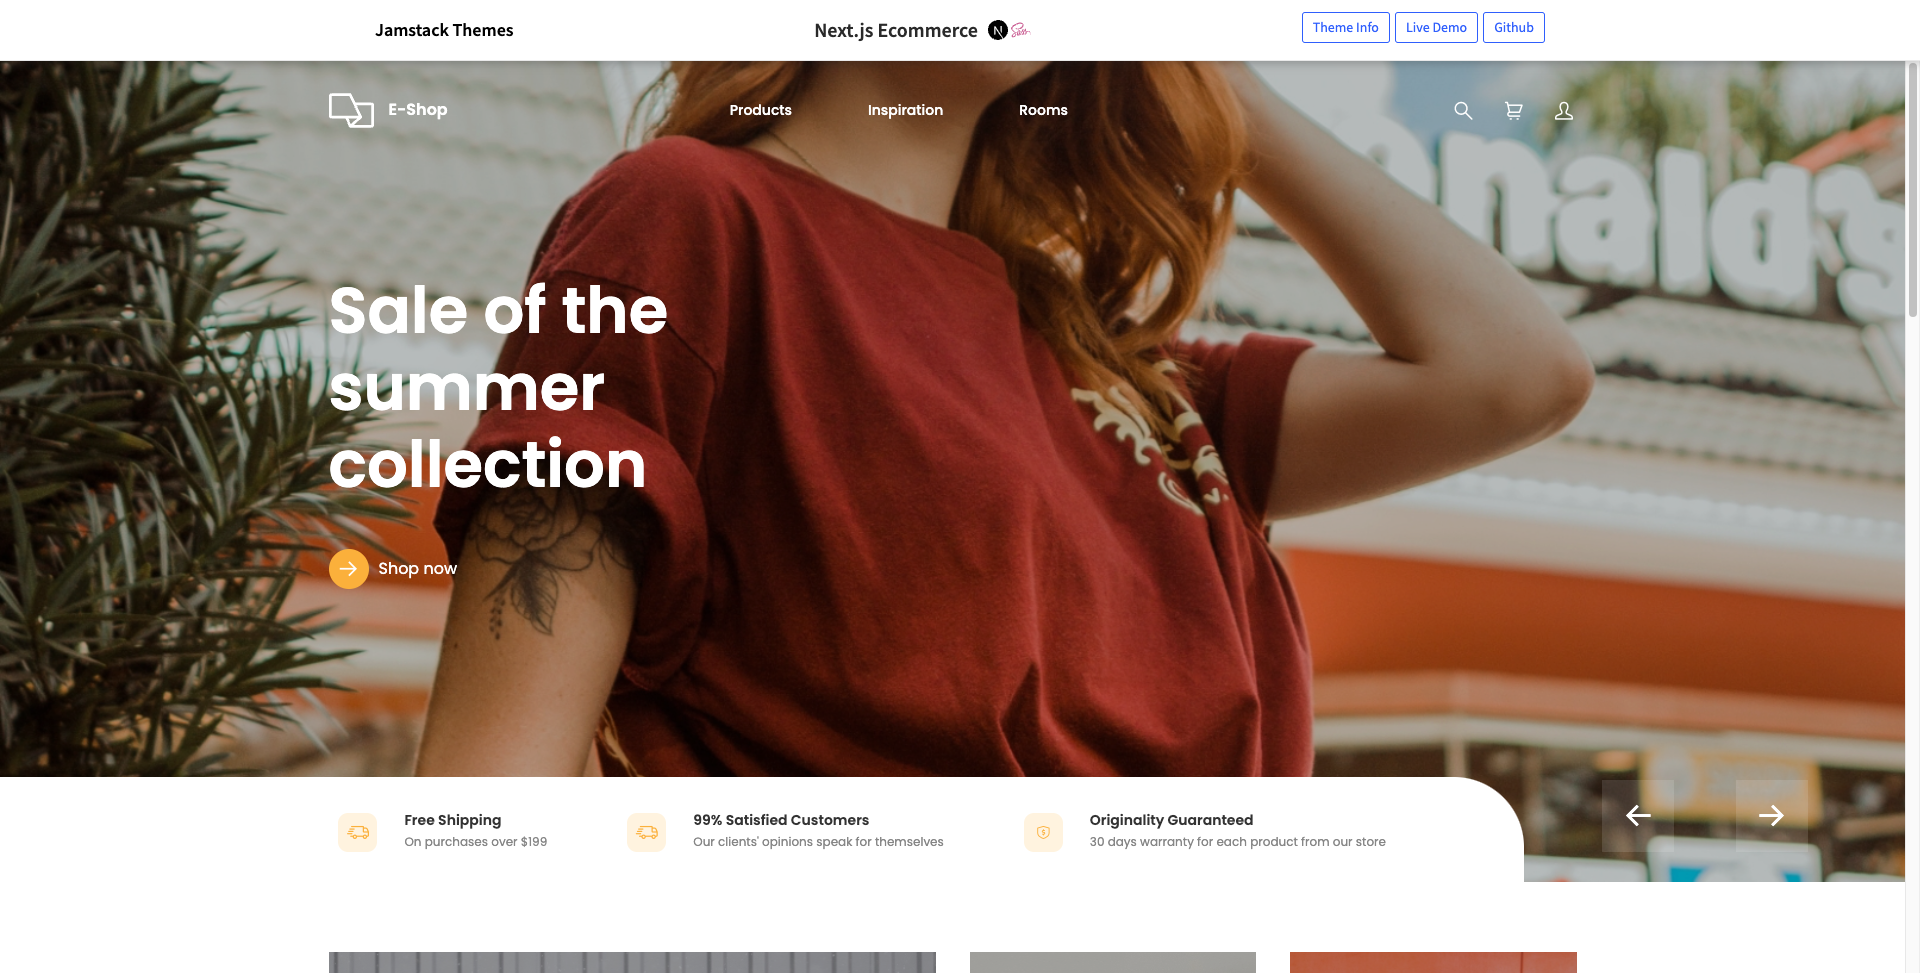 Jamstack Themes
Next.js Ecommerce
Theme Info
Live Demo
Github
E-Shop
Products
Inspiration
Rooms
Sale of the
summer
collection
Shop now
Free Shipping
On purchases over $199
99% Satisfied Customers
Our clients' opinions speak for themselves
Originality Guaranteed
30 days warranty for each product from our store